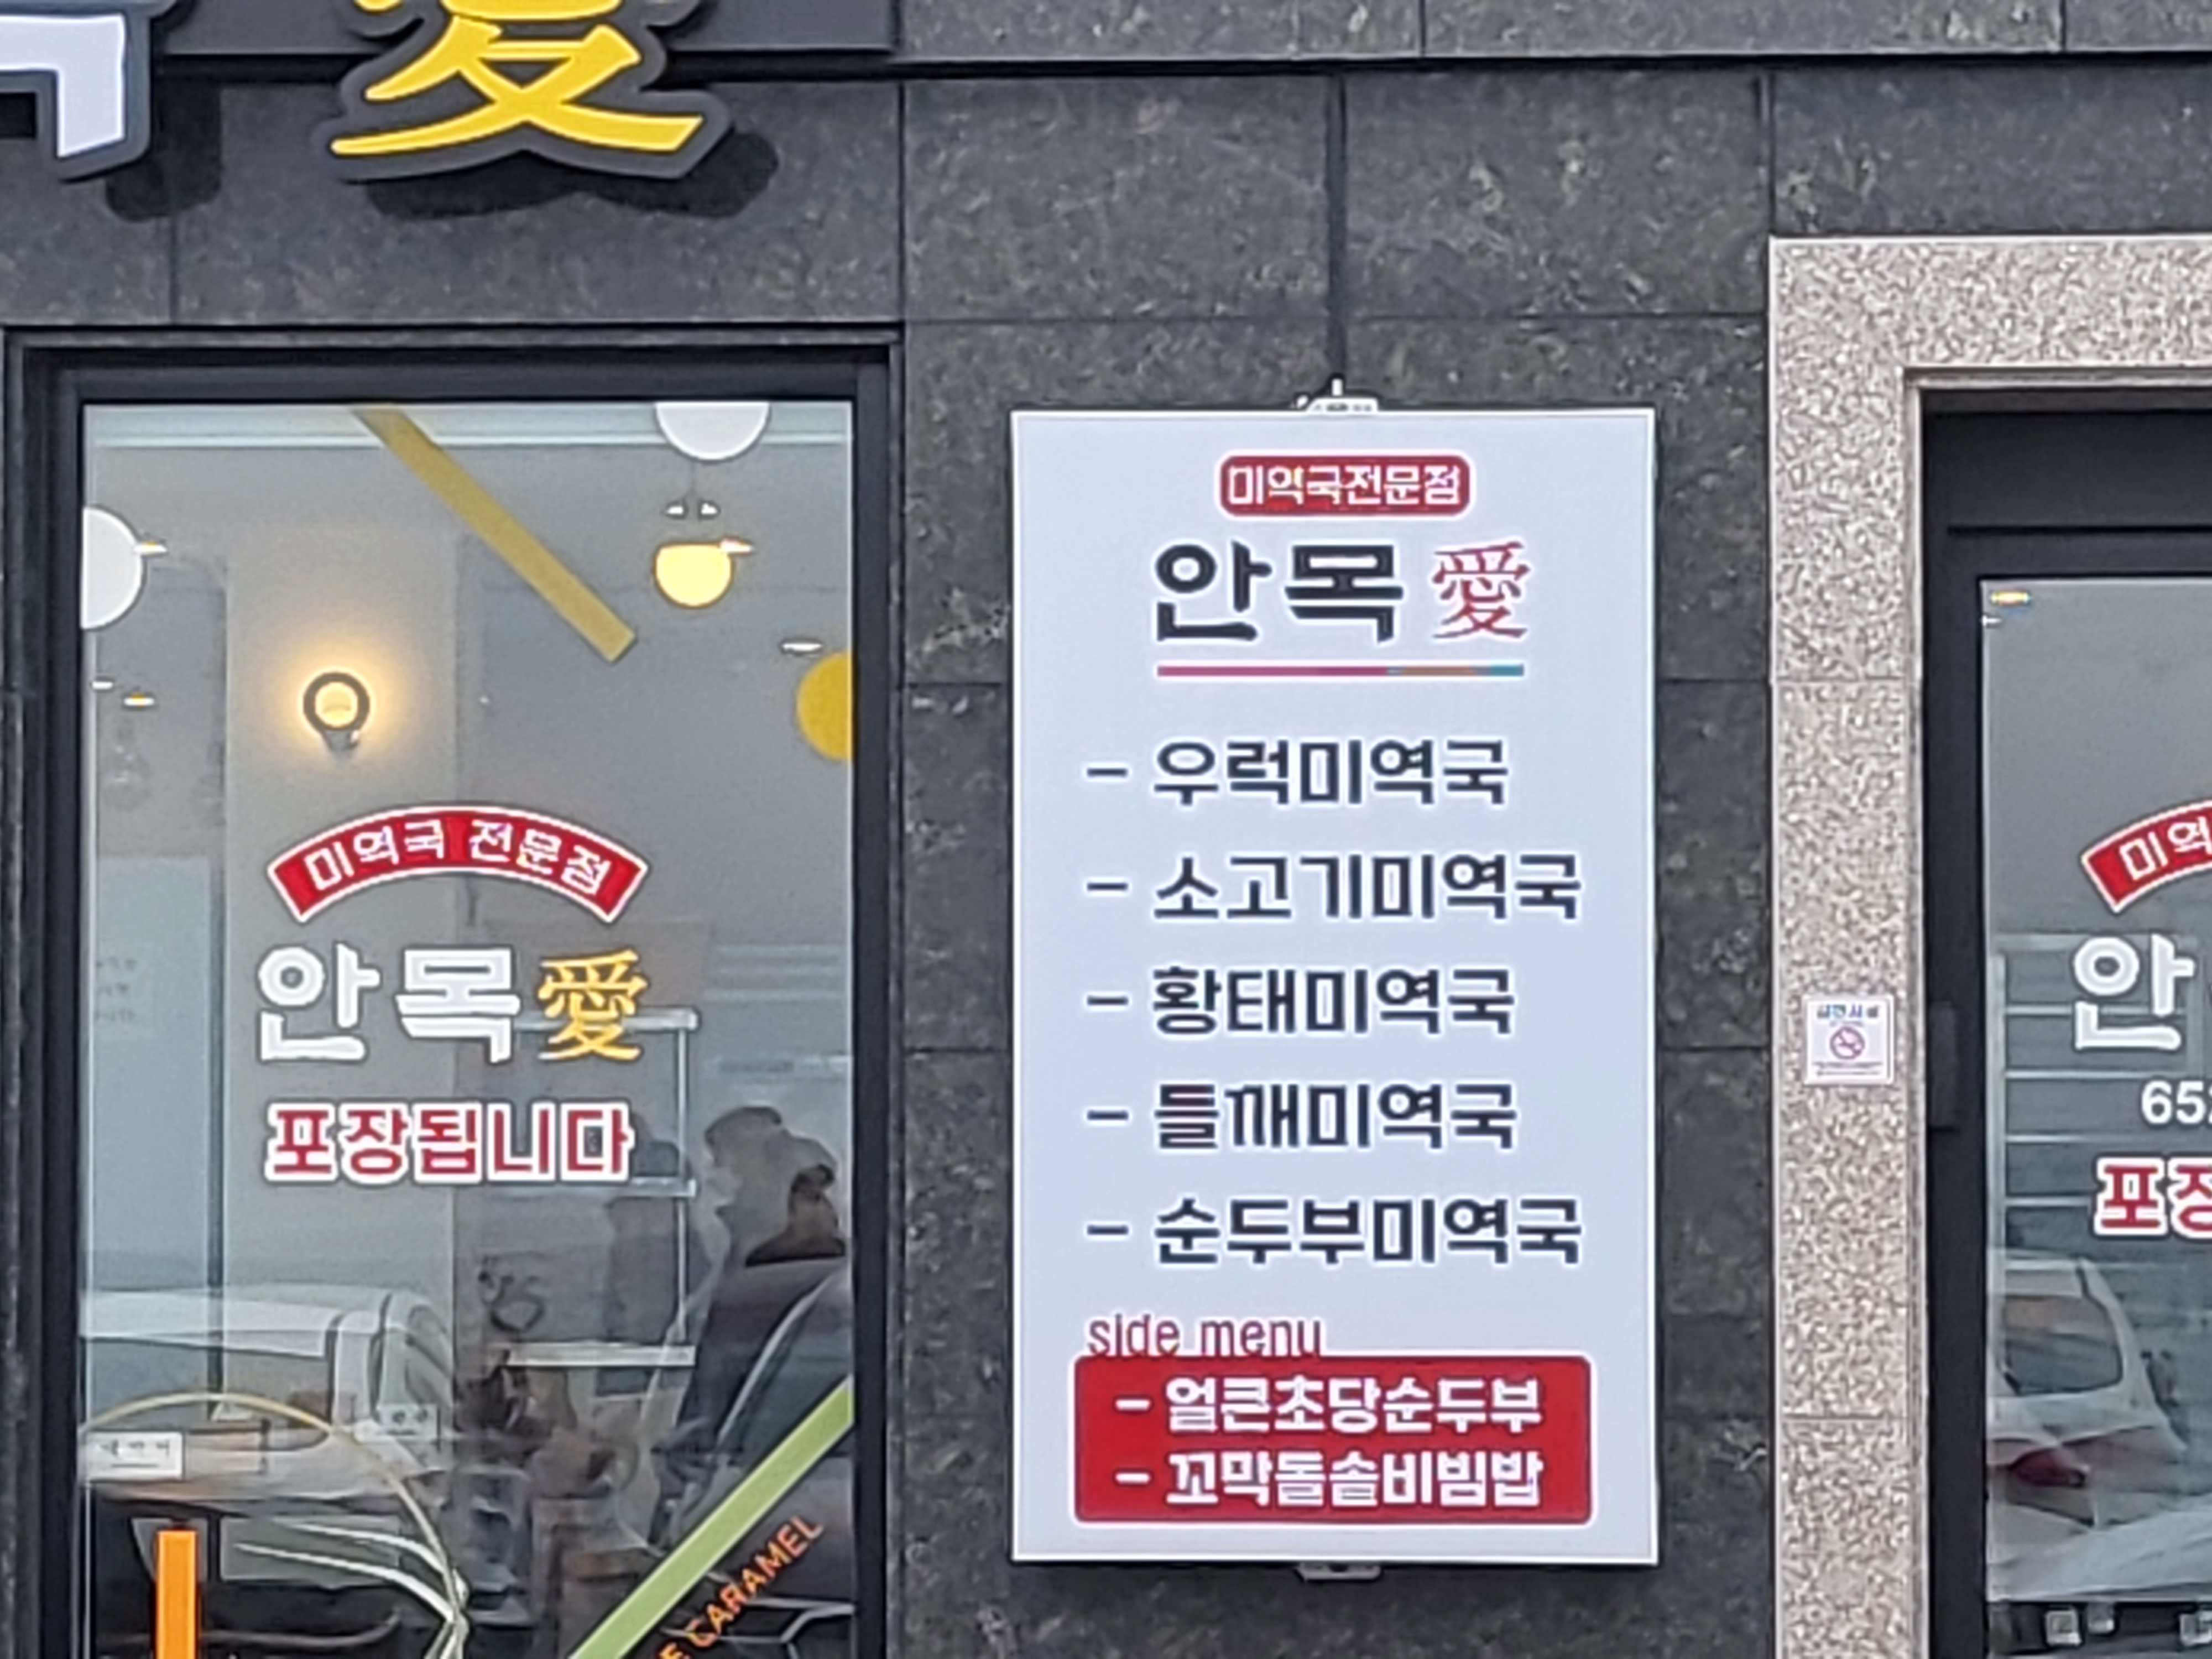 愛
미역국 전문점
안목愛
포장됩니다
E CARAMEL
미역국전문점
안목愛
- 우럭미역국
- 소고기미역국
- 황태미역국
- 들깨미역국
- 순두부미역국
side menu
- 얼큰초당순두부
- 꼬막돌솥비빔밥
미역
안
65
포장